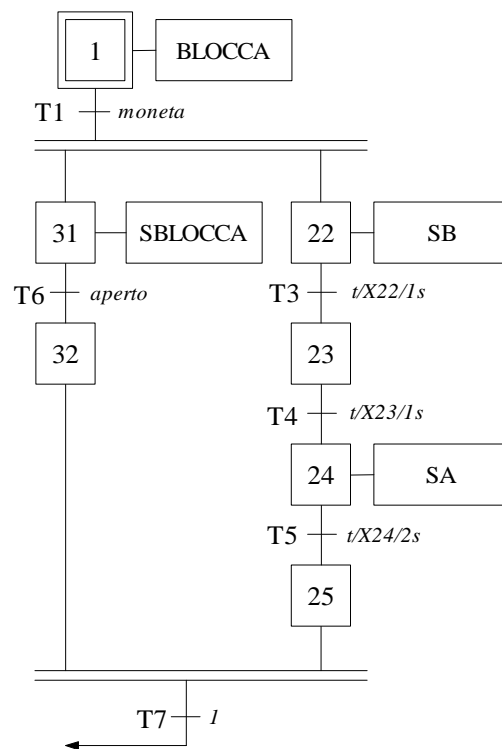 1 BLOCCA
T1 moneta
31 SBLOCCA 22 SB
T6 aperto T3 t/X22/1s
32 23
T4 t/X23/1s
24 SA
T5 t/X24/2s
25
T7 1